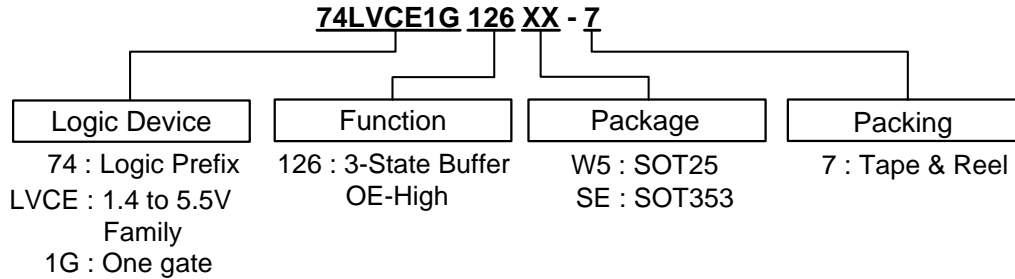 74LVCE1G 126 XX - 7
Logic Device
Function
Package
Packing
74 : Logic Prefix
LVCE : 1.4 to 5.5V
Family
1G : One gate
126 : 3-State Buffer
OE-High
W5 : SOT25
SE : SOT353
7 : Tape & Reel